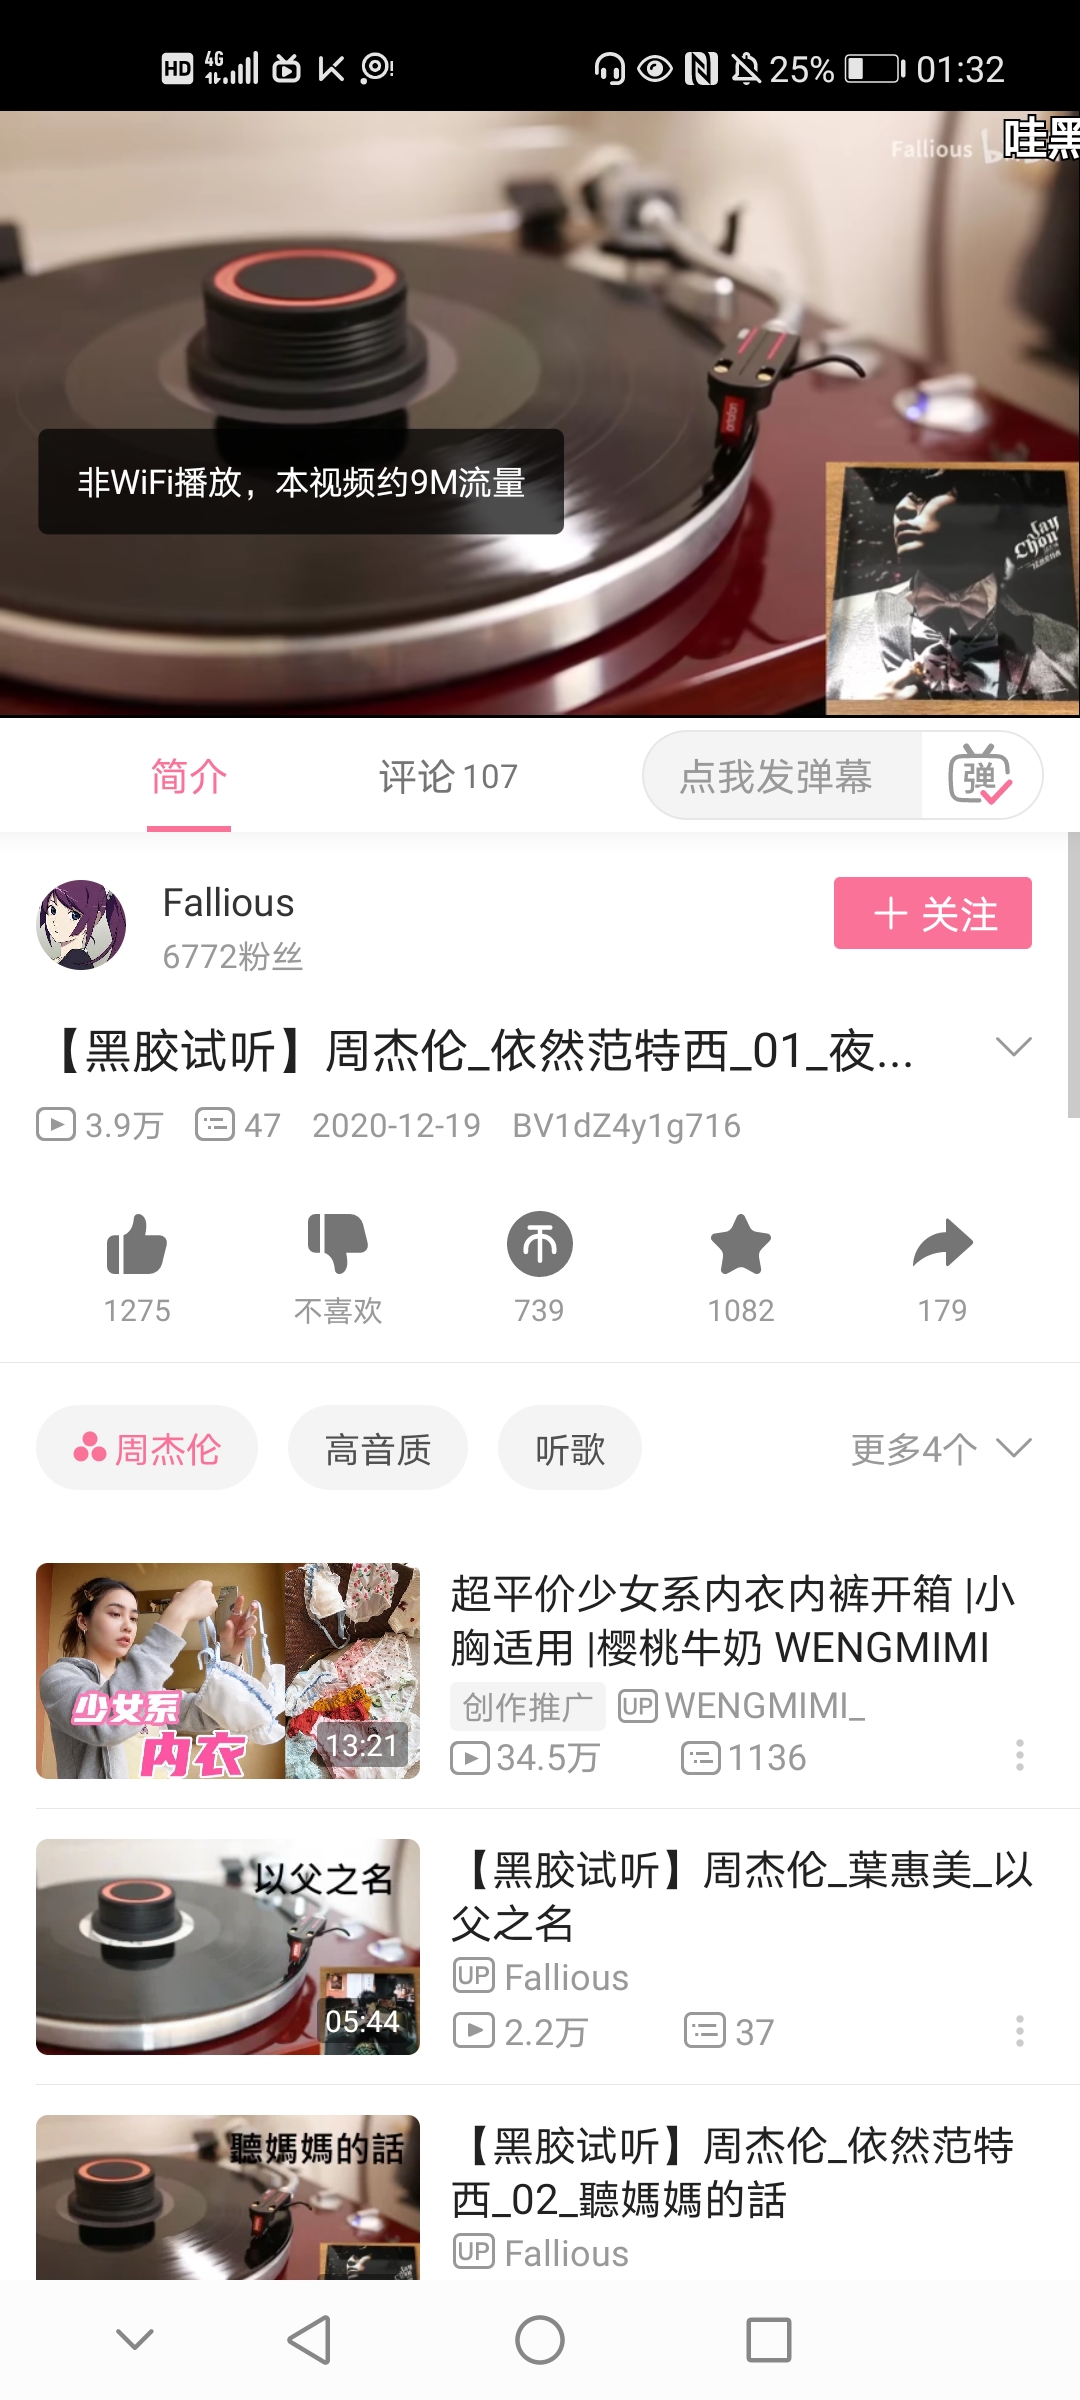 HD 4G 25% 01:32
Fallious
哇黑
ortofon
非WiFi播放，本视频约9M流量
Jay
Chou
简介 评论 107 点我发弹幕 弹
Fallious
6772粉丝
+ 关注
【黑胶试听】周杰伦_依然范特西_01_夜...
3.9万 47 2020-12-19 BV1dZ4y1g716
1275 不喜欢 739 1082 179
周杰伦 高音质 听歌 更多4个
少女系
内衣
13:21
超平价少女系内衣内裤开箱 |小
胸适用 |樱桃牛奶 WENGMIMI
创作推广 UP WENGMIMI_
34.5万 1136
以父之名
05:44
【黑胶试听】周杰伦_葉惠美_以
父之名
UP Fallious
2.2万 37
聽媽媽的話
【黑胶试听】周杰伦_依然范特
西_02_聽媽媽的話
UP Fallious